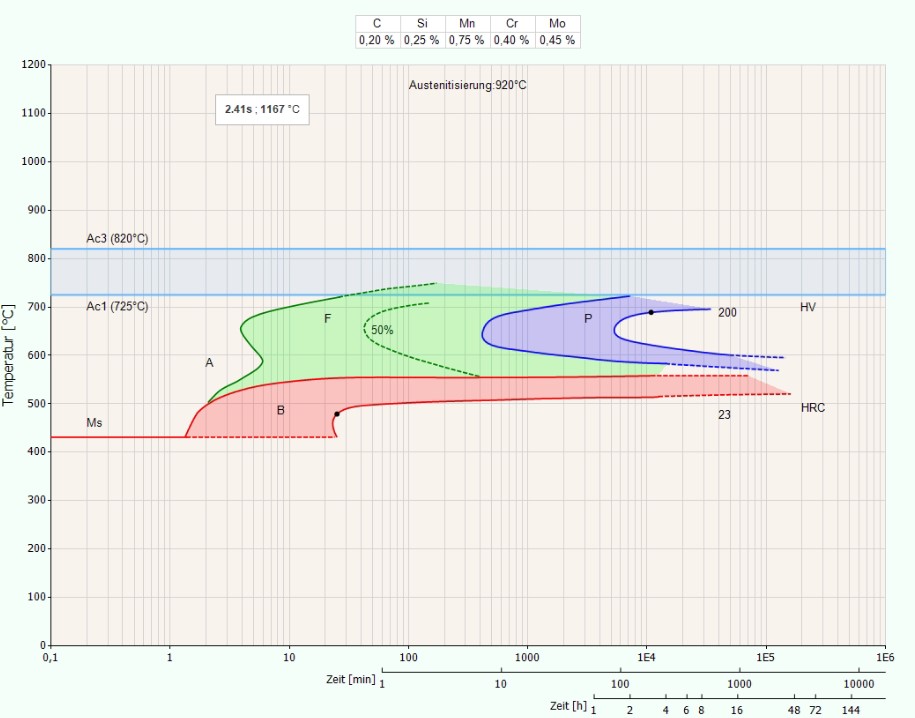 C Si Mn Cr Mo
0,20 % 0,25 % 0,75 % 0,40 % 0,45 %
1200
Austenitisierung:920°C
1100
2.41s ; 1167 °C
1000
900
Ac3 (820°C)
800
Ac1 (725°C)
700
HV
200
F
P
50%
A
600
Temperatur [°C]
500
B
HRC
23
Ms
400
300
200
100
0
0,1 1 10 100 1000 1E4 1E5 1E6
Zeit [min] 1 10 100 1000 10000
Zeit [h] 1 2 4 6 8 16 48 72 144